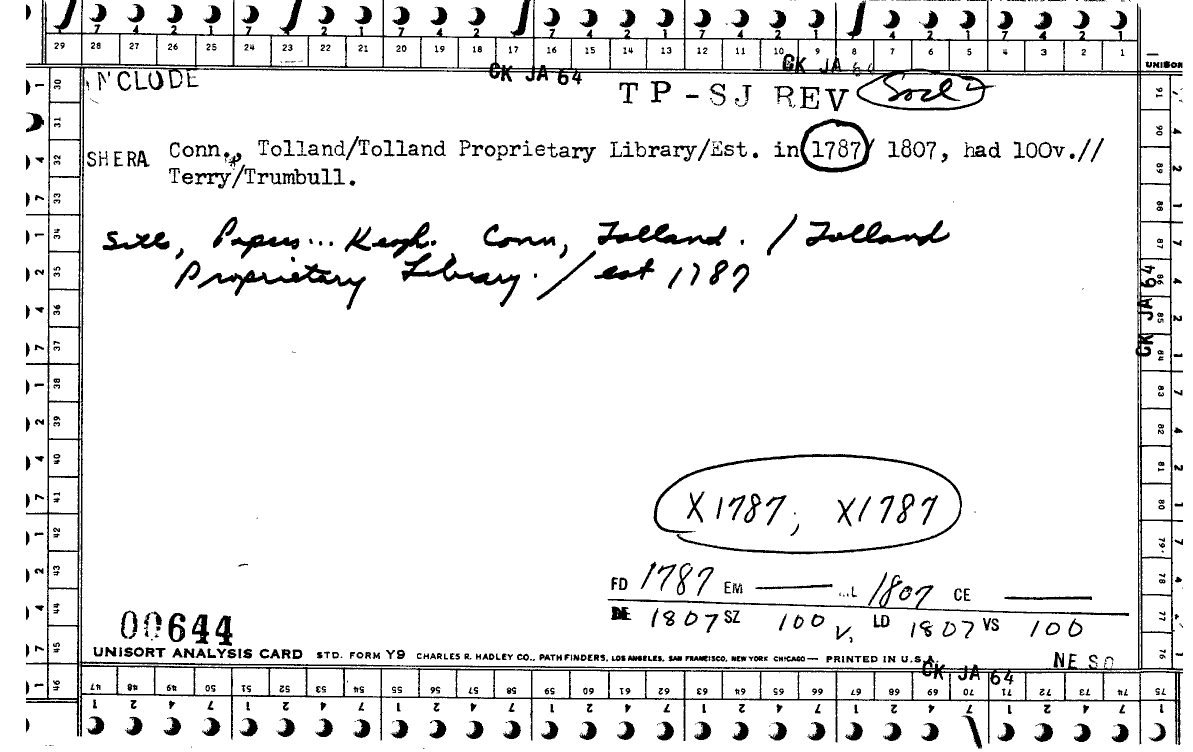 7 4 2 1 7 4 2 1 7 4 2 1 7 4 2 1 7 4 2 1 7 4 2 1 7 4 2 1
29 28 27 26 25 24 23 22 21 20 19 18 17 16 15 14 13 12 11 10 9 8 7 6 5 4 3 2 1
CK JA 64 CK JA 64 UNISOR
INCLUDE TP-SJ REV
SHERA Conn., Tolland/Tolland Proprietary Library/Est. in 1787/ 1807, had 100v.//
Terry/Trumbull.
Papers... Keogh. Conn, Tolland. / Tolland
Proprietary Library. / est 1787
CK JA 64
X1787, X1787
FD 1787 EM — ...L 1807 CE —
DE 1807 SZ 100 v. LD 1807 VS 100
00644
UNISORT ANALYSIS CARD STD. FORM Y9 CHARLES R. HADLEY CO., PATHFINDERS, LOS ANGELES, SAN FRANCISCO, NEW YORK CHICAGO — PRINTED IN U.S.A.
NE SO
CK JA 64
30 31 32 33 34 35 36 37 38 39 40 41 42 43 44 45 46
91 90 89 88 87 86 85 84 83 82 81 80 79 78 77 76
47 48 49 50 51 52 53 54 55 56 57 58 59 60 61 62 63 64 65 66 67 68 69 70 71 72 73 74 75
1 2 4 7 1 2 4 7 1 2 4 7 1 2 4 7 1 2 4 7 1 2 4 7 1 2 4 7 1